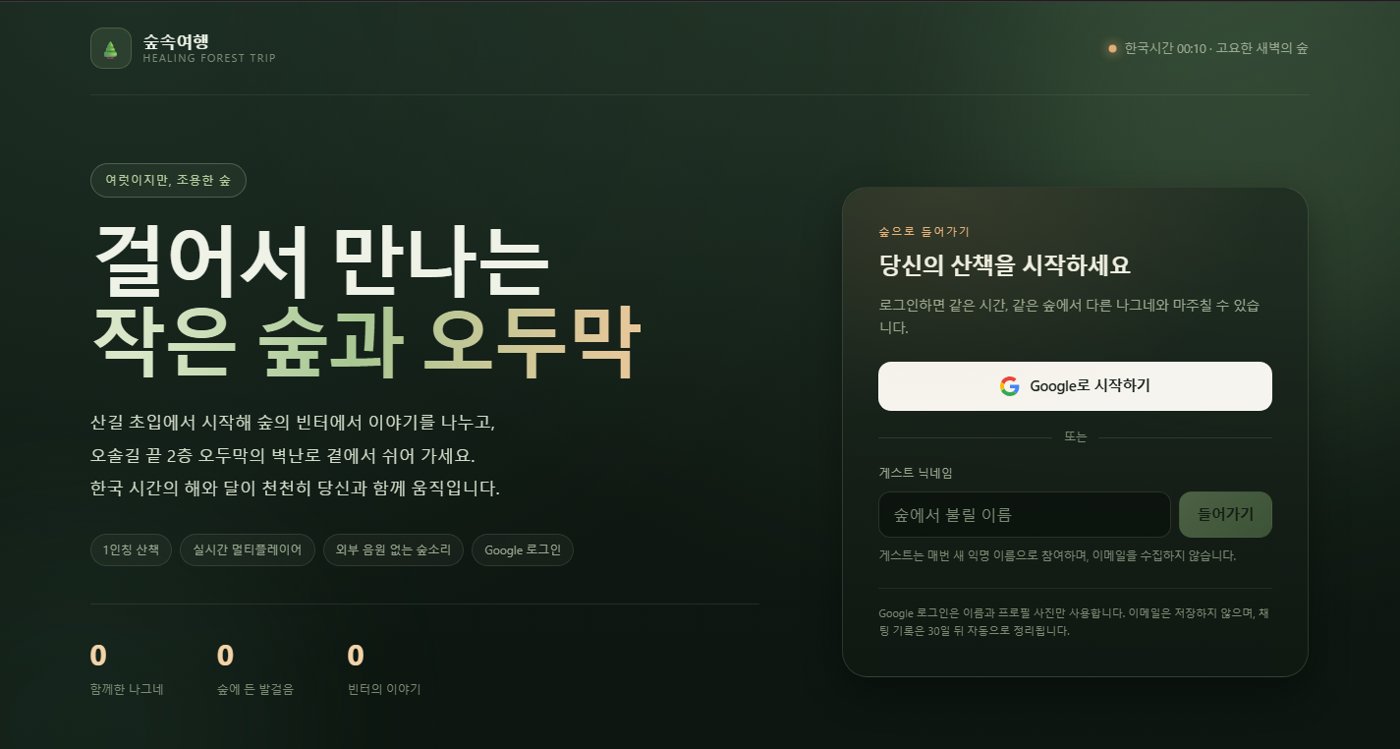 숲속여행
HEALING FOREST TRIP
한국시간 00:10 · 고요한 새벽의 숲
여럿이지만, 조용한 숲
걸어서 만나는
작은 숲과 오두막
산길 초입에서 시작해 숲의 빈터에서 이야기를 나누고,
오솔길 끝 2층 오두막의 벽난로 곁에서 쉬어 가세요.
한국 시간의 해와 달이 천천히 당신과 함께 움직입니다.
1인칭 산책
실시간 멀티플레이어
외부 음원 없는 숲소리
Google 로그인
0
함께한 나그네
0
숲에 든 발걸음
0
빈터의 이야기
숲으로 들어가기
당신의 산책을 시작하세요
로그인하면 같은 시간, 같은 숲에서 다른 나그네와 마주칠 수 있습
니다.
Google로 시작하기
또는
게스트 닉네임
숲에서 불릴 이름
들어가기
게스트는 매번 새 익명 이름으로 참여하며, 이메일을 수집하지 않습니다.
Google 로그인은 이름과 프로필 사진만 사용합니다. 이메일은 저장하지 않으며, 채
팅 기록은 30일 뒤 자동으로 정리됩니다.